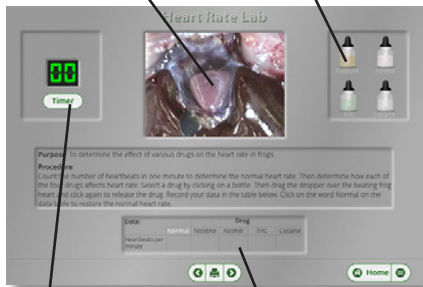 Heart Rate Lab
00
Timer
Nicotine Alcohol
THC Cocaine
Purpose: To determine the effect of various drugs on the heart rate in frogs.
Procedure:
Count the number of heartbeats in one minute to determine the normal heart rate. Then determine how each of
the four drugs affects heart rate. Select a drug by clicking on a bottle. Then drag the dropper over the beating frog
heart and click again to release the drug. Record your data in the table below. Click on the word Normal on the
data table to restore the normal heart rate.
Data: Drug
Normal Nicotine Alcohol THC Cocaine
Heartbeats per
minute
Home